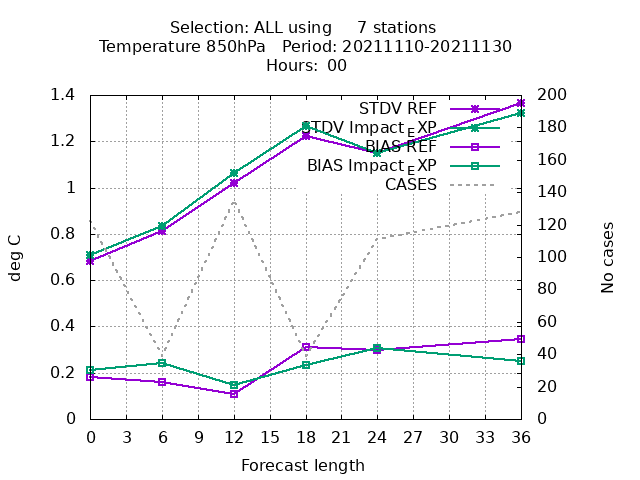 Selection: ALL using 7 stations
Temperature 850hPa Period: 20211110-20211130
Hours: 00
STDV REF
STDV Impact_EXP
BIAS REF
BIAS Impact_EXP
CASES
deg C
1.4
1.2
1
0.8
0.6
0.4
0.2
0
200
180
160
140
120
100
80
60
40
20
0
No cases
0 3 6 9 12 15 18 21 24 27 30 33 36
Forecast length